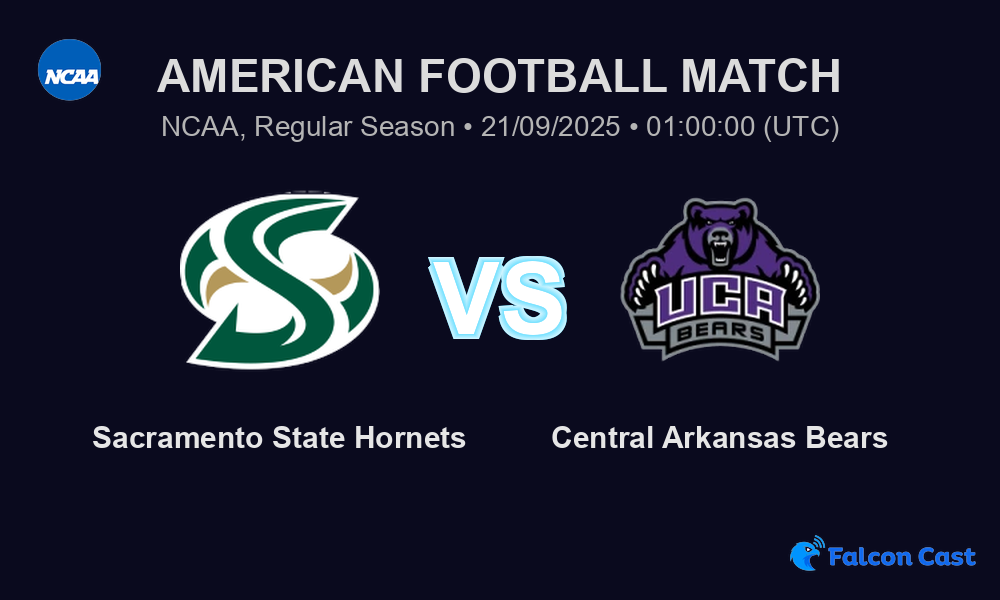 NCAA
AMERICAN FOOTBALL MATCH
NCAA, Regular Season • 21/09/2025 • 01:00:00 (UTC)
VS
UCA
BEARS
Sacramento State Hornets
Central Arkansas Bears
Falcon Cast